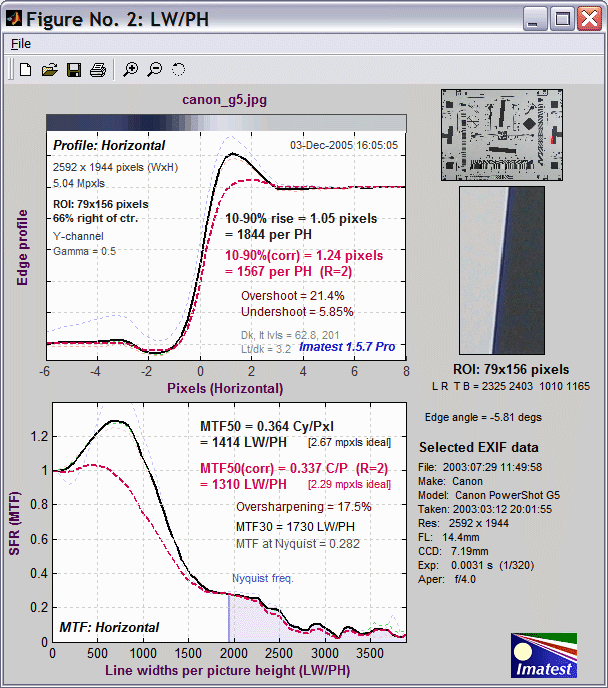 Figure No. 2: LW/PH
File
canon_g5.jpg
Profile: Horizontal
03-Dec-2005 16:05:05
2592 x 1944 pixels (WxH)
5.04 Mpxls
ROI: 79x156 pixels
66% right of ctr.
Y-channel
Gamma = 0.5
10-90% rise = 1.05 pixels
= 1844 per PH
10-90%(corr) = 1.24 pixels
= 1567 per PH (R=2)
Overshoot = 21.4%
Undershoot = 5.85%
Dk, lt lvls = 62.8, 201
Lt/dk = 3.2
Imatest 1.5.7 Pro
Edge profile
-6 -4 -2 0 2 4 6 8
Pixels (Horizontal)
ROI: 79x156 pixels
L R T B = 2325 2403 1010 1165
Edge angle = -5.81 degs
Selected EXIF data
File: 2003:07:29 11:49:58
Make: Canon
Model: Canon PowerShot G5
Taken: 2003:03:12 20:01:55
Res: 2592 x 1944
FL: 14.4mm
CCD: 7.19mm
Exp: 0.0031 s (1/320)
Aper: f/4.0
Imatest
MTF50 = 0.364 Cy/Pxl
= 1414 LW/PH [2.67 mpxls ideal]
MTF50(corr) = 0.337 C/P (R=2)
= 1310 LW/PH [2.29 mpxls ideal]
Oversharpening = 17.5%
MTF30 = 1730 LW/PH
MTF at Nyquist = 0.282
Nyquist freq.
MTF: Horizontal
SFR (MTF)
1.2
1
0.8
0.6
0.4
0.2
0
0 500 1000 1500 2000 2500 3000 3500
Line widths per picture height (LW/PH)